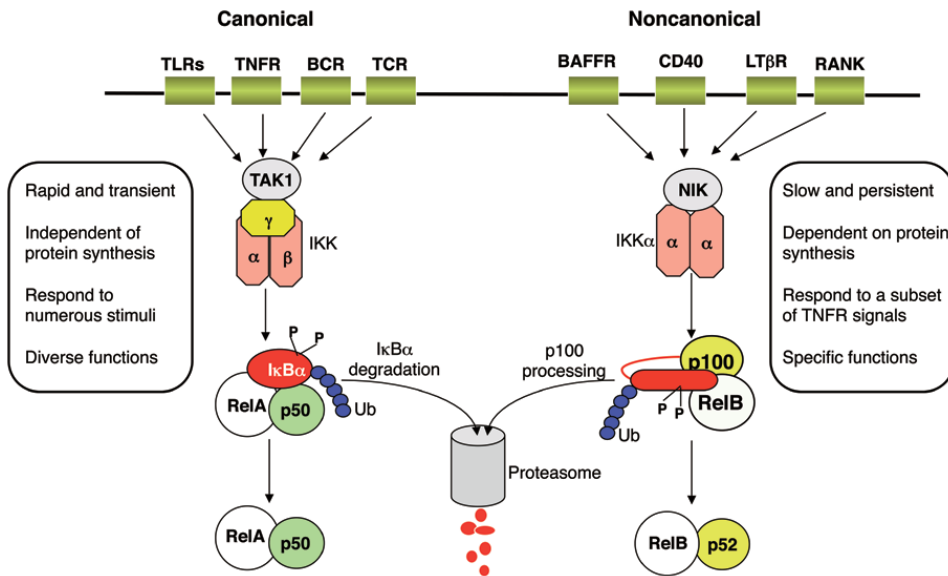 Canonical
Noncanonical
TLRs TNFR BCR TCR
BAFFR CD40 LTβR RANK
TAK1
γ
α β
IKK
NIK
IKKα
α α
Rapid and transient
Independent of
protein synthesis
Respond to
numerous stimuli
Diverse functions
Slow and persistent
Dependent on protein
synthesis
Respond to a subset
of TNFR signals
Specific functions
P P
IκBα
RelA p50
Ub
IκBα
degradation
p100
processing
p100
P P
RelB
Ub
Proteasome
RelA p50
RelB p52